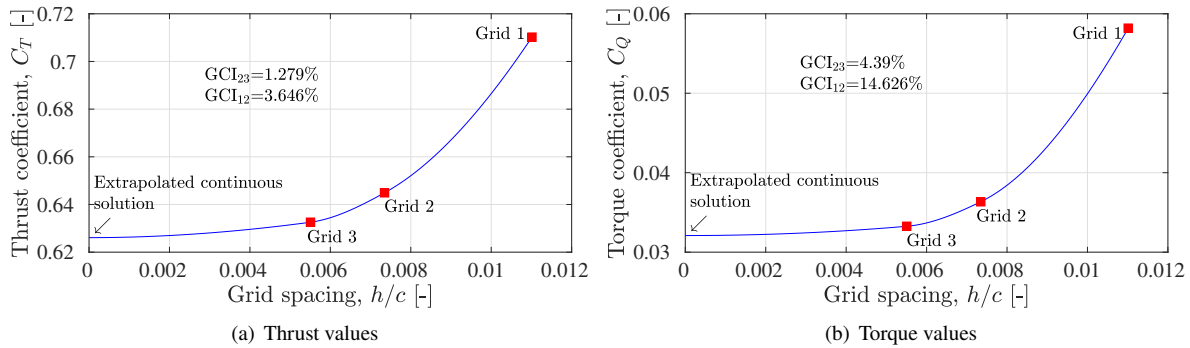 0.72
0.7
0.68
0.66
0.64
0.62
Thrust coefficient, C_T [-]
GCI₂₃=1.279%
GCI₁₂=3.646%
Grid 1
Grid 2
Grid 3
Extrapolated continuous
solution
0 0.002 0.004 0.006 0.008 0.01 0.012
Grid spacing, h/c [-]
(a) Thrust values
0.06
0.05
0.04
0.03
Torque coefficient, C_Q [-]
GCI₂₃=4.39%
GCI₁₂=14.626%
Grid 1
Grid 2
Grid 3
Extrapolated continuous
solution
0 0.002 0.004 0.006 0.008 0.01 0.012
Grid spacing, h/c [-]
(b) Torque values